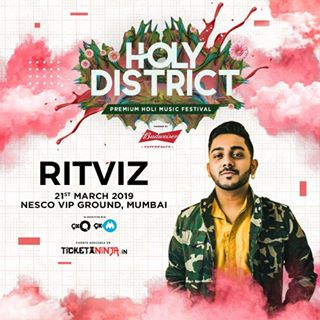 HOLY
DISTRICT
PREMIUM HOLI MUSIC FESTIVAL
Budweiser
EXPERIENCES
RITVIZ
21ST MARCH 2019
NESCO VIP GROUND, MUMBAI
TICKETS AVAILABLE ON
TICKETNINJA.IN